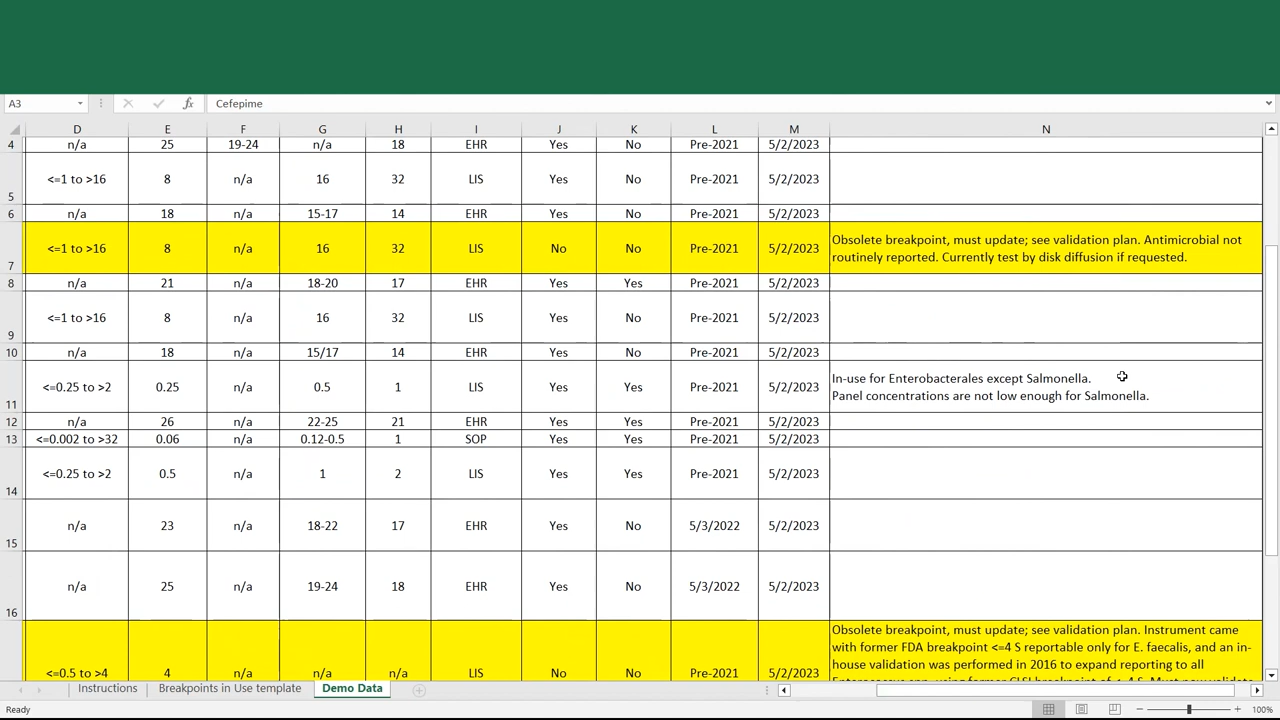 A3 Cefepime
D E F G H I J K L M N
4 n/a 25 19-24 n/a 18 EHR Yes No Pre-2021 5/2/2023
5 <=1 to >16 8 n/a 16 32 LIS Yes No Pre-2021 5/2/2023
6 n/a 18 n/a 15-17 14 EHR Yes No Pre-2021 5/2/2023
7 <=1 to >16 8 n/a 16 32 LIS No No Pre-2021 5/2/2023 Obsolete breakpoint, must update; see validation plan. Antimicrobial not
routinely reported. Currently test by disk diffusion if requested.
8 n/a 21 n/a 18-20 17 EHR Yes Yes Pre-2021 5/2/2023
9 <=1 to >16 8 n/a 16 32 LIS Yes No Pre-2021 5/2/2023
10 n/a 18 n/a 15/17 14 EHR Yes No Pre-2021 5/2/2023
11 <=0.25 to >2 0.25 n/a 0.5 1 LIS Yes Yes Pre-2021 5/2/2023 In-use for Enterobacterales except Salmonella.
Panel concentrations are not low enough for Salmonella.
12 n/a 26 n/a 22-25 21 EHR Yes Yes Pre-2021 5/2/2023
13 <=0.002 to >32 0.06 n/a 0.12-0.5 1 SOP Yes Yes Pre-2021 5/2/2023
14 <=0.25 to >2 0.5 n/a 1 2 LIS Yes Yes Pre-2021 5/2/2023
15 n/a 23 n/a 18-22 17 EHR Yes No 5/3/2022 5/2/2023
16 n/a 25 n/a 19-24 18 EHR Yes No 5/3/2022 5/2/2023
<=0.5 to >4 4 n/a n/a n/a LIS Yes Yes Pre-2021 5/2/2023 Obsolete breakpoint, must update; see validation plan. Instrument came
with former FDA breakpoint <=4 S reportable only for E. faecalis, and an in-
house validation was performed in 2016 to expand reporting to all
Instructions Breakpoints in Use template Demo Data
Ready 100%